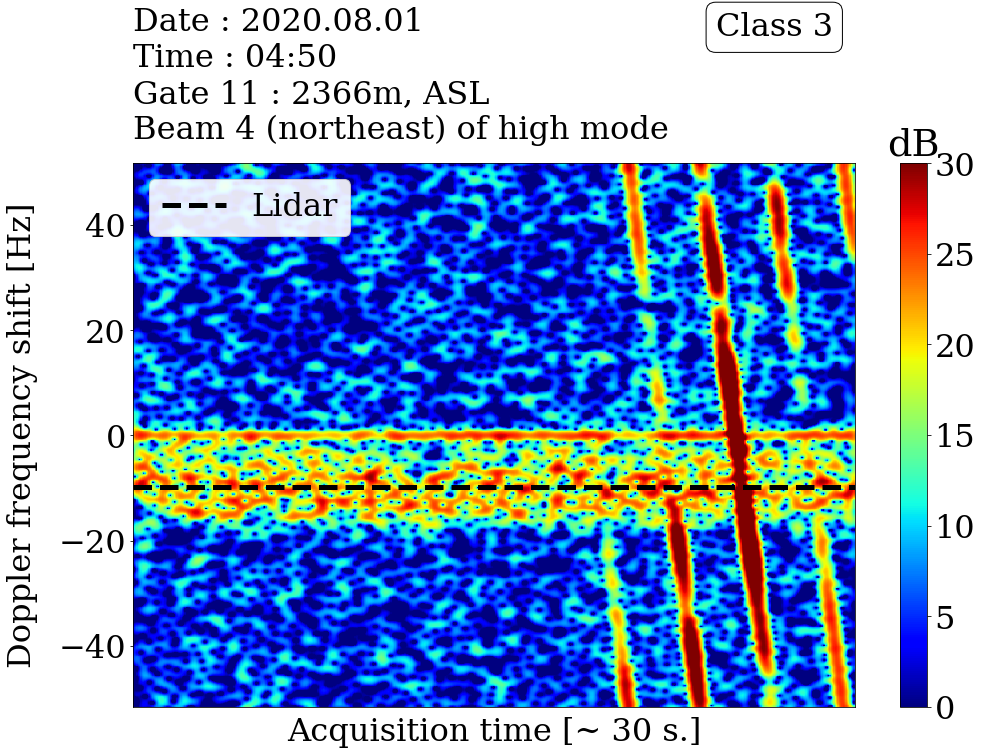 Date : 2020.08.01
Time : 04:50
Gate 11 : 2366m, ASL
Beam 4 (northeast) of high mode
Class 3
dB
Lidar
Doppler frequency shift [Hz]
40
20
0
−20
−40
Acquisition time [~ 30 s.]
30
25
20
15
10
5
0